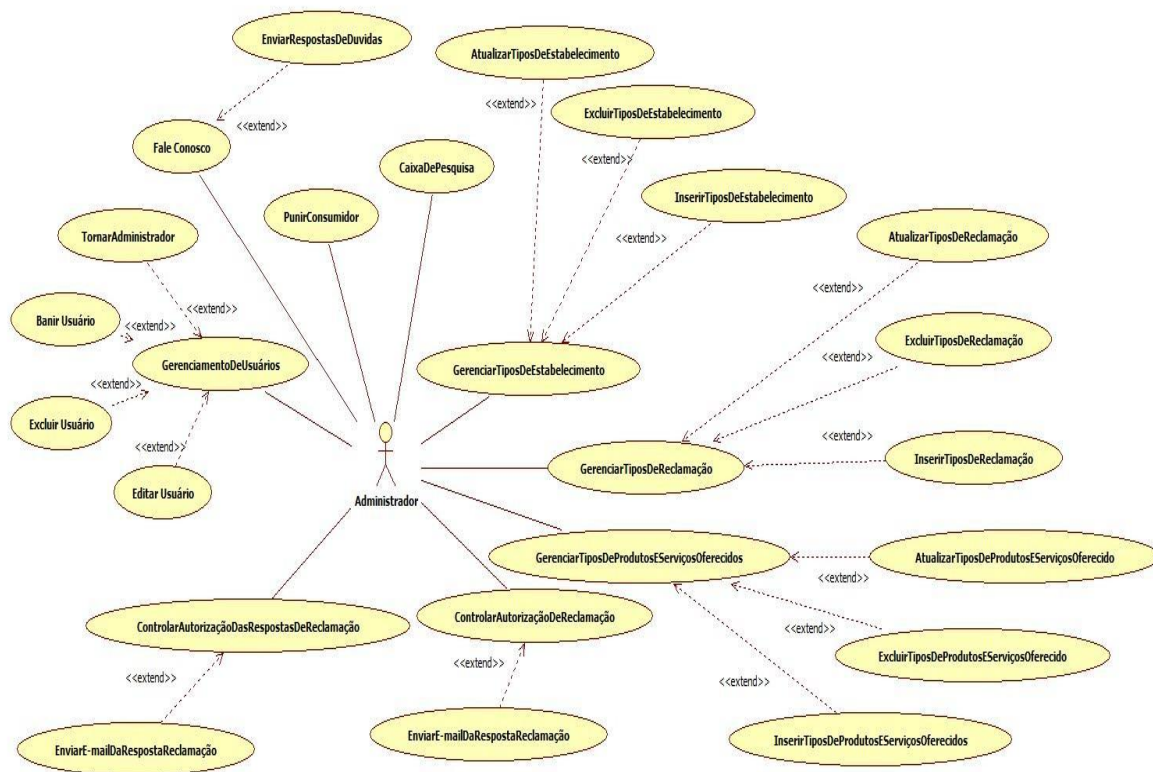 EnviarRespostasDeDuvidas
AtualizarTiposDeEstabelecimento
<<extend>>
ExcluirTiposDeEstabelecimento
<<extend>>
Fale Conosco
CaixaDePesquisa
<<extend>>
PunirConsumidor
InserirTiposDeEstabelecimento
TornarAdministrador
<<extend>>
AtualizarTiposDeReclamação
<<extend>>
<<extend>>
Banir Usuário
<<extend>>
ExcluirTiposDeReclamação
GerenciamentoDeUsuários
GerenciarTiposDeEstabelecimento
<<extend>>
<<extend>>
Excluir Usuário
<<extend>>
<<extend>>
GerenciarTiposDeReclamação
InserirTiposDeReclamação
Editar Usuário
Administrador
GerenciarTiposDeProdutosEServiçosOferecidos
AtualizarTiposDeProdutosEServiçosOferecido
<<extend>>
ControlarAutorizaçãoDasRespostasDeReclamação
ControlarAutorizaçãoDeReclamação
<<extend>>
ExcluirTiposDeProdutosEServiçosOferecido
<<extend>>
<<extend>>
<<extend>>
EnviarE-mailDaRespostaReclamação
EnviarE-mailDaRespostaReclamação
InserirTiposDeProdutosEServiçosOferecidos